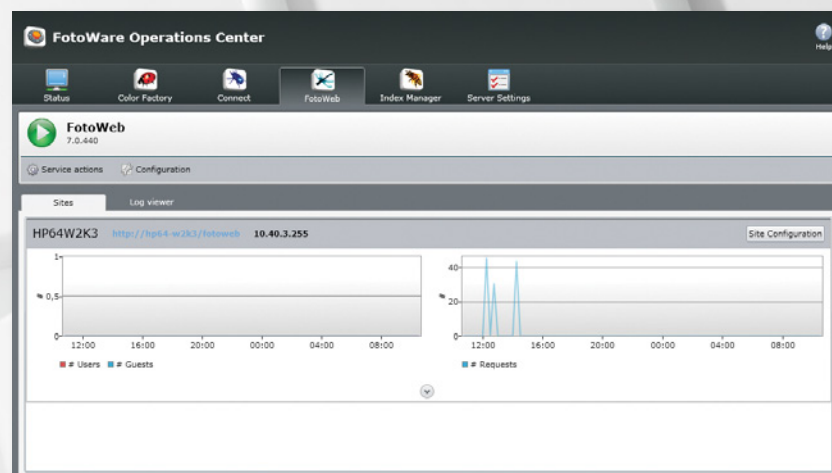 FotoWare Operations Center
Help
Status Color Factory Connect FotoWeb Index Manager Server Settings
FotoWeb
7.0.440
Service actions Configuration
Sites Log viewer
HP64W2K3 http://hp64-w2k3/fotoweb 10.40.3.255 Site Configuration
1
# 0,5
0
12:00 16:00 20:00 00:00 04:00 08:00
# Users # Guests
40
# 20
0
12:00 16:00 20:00 00:00 04:00 08:00
# Requests